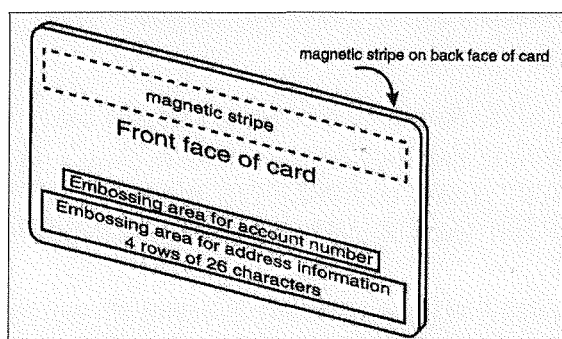 magnetic stripe on back face of card
magnetic stripe
Front face of card
Embossing area for account number
Embossing area for address information
4 rows of 26 characters